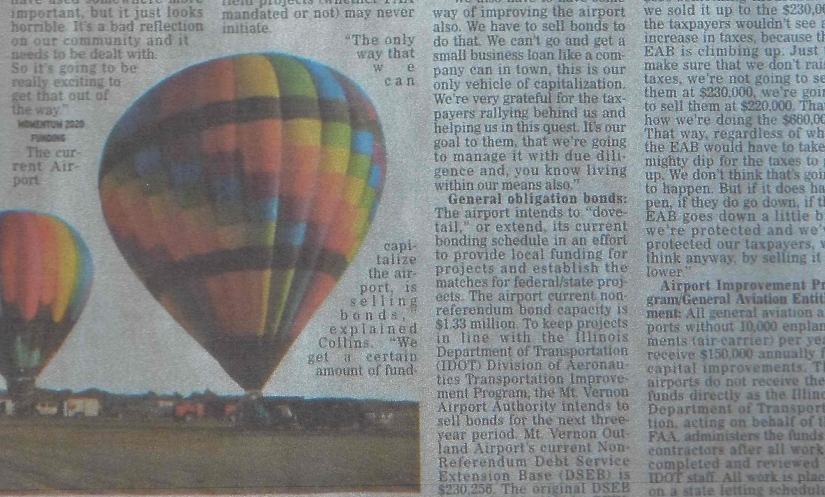 important, but it just looks
horrible. It's a bad reflection
on our community and it
needs to be dealt with.
So it's going to be
really exciting to
get that out of
the way."
MOMENTUM 2020
FUNDING
The cur-
rent Air-
port
mandated or not) may never
initiate.
"The only
way that
w e
can
capi-
talize
the air-
port, is
selling
bonds,"
explained
Collins. "We
get a certain
amount of fund-
way of improving the airport
also. We have to sell bonds to
do that. We can't go and get a
small business loan like a com-
pany can in town, this is our
only vehicle of capitalization.
We're very grateful for the tax-
payers rallying behind us and
helping us in this quest. It's our
goal to them, that we're going
to manage it with due dili-
gence and, you know living
within our means also."
General obligation bonds:
The airport intends to "dove-
tail," or extend, its current
bonding schedule in an effort
to provide local funding for
projects and establish the
matches for federal/state proj-
ects. The airport current non-
referendum bond capacity is
$1.33 million. To keep projects
in line with the Illinois
Department of Transportation
(IDOT) Division of Aeronau-
tics Transportation Improve-
ment Program, the Mt. Vernon
Airport Authority intends to
sell bonds for the next three-
year period. Mt. Vernon Out-
land Airport's current Non-
Referendum Debt Service
Extension Base (DSEB) is
$230,256. The original DSEB
we sold it up to the $230,00
the taxpayers wouldn't see a
increase in taxes, because th
EAB is climbing up. Just
make sure that we don't rai
taxes, we're not going to se
them at $230,000, we're goin
to sell them at $220,000. Tha
how we're doing the $660,00
That way, regardless of wh
the EAB would have to take
mighty dip for the taxes to
up. We don't think that's goi
to happen. But if it does ha
pen, if they do go down, if th
EAB goes down a little b
we're protected and we'v
protected our taxpayers, w
think anyway, by selling it
lower."
Airport Improvement Pr
gram/General Aviation Entit
ment: All general aviation a
ports without 10,000 enplan
ments (air-carrier) per yea
receive $150,000 annually f
capital improvements. Th
airports do not receive the
funds directly as the Illino
Department of Transport
tion, acting on behalf of th
FAA, administers the funds
contractors after all work
completed and reviewed
IDOT staff. All work is plac
on a state letting schedule